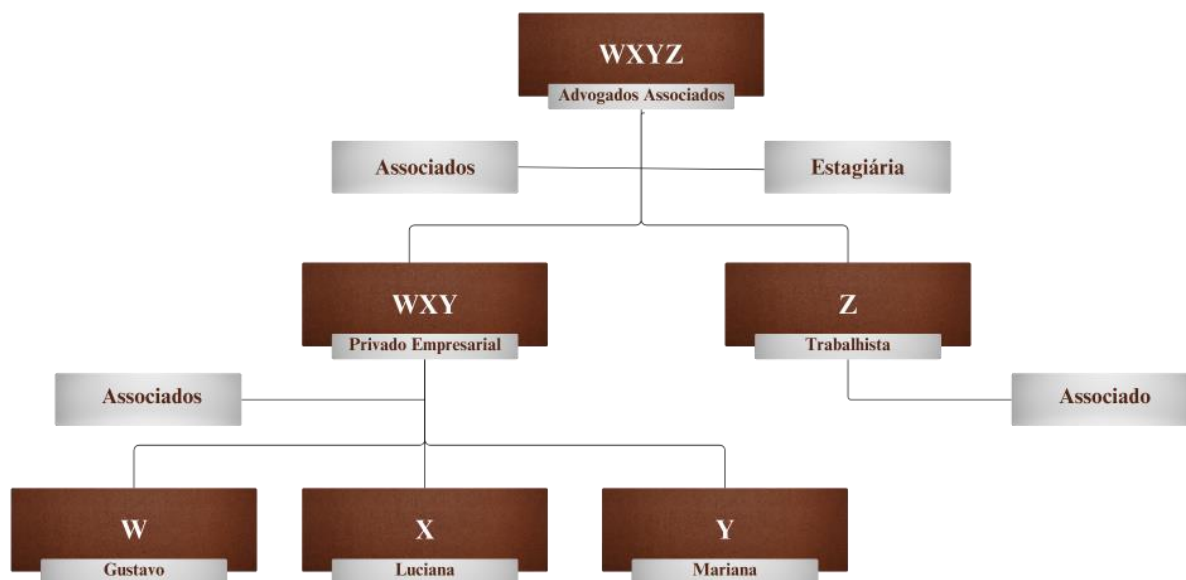 WXYZ
Advogados Associados
Associados
Estagiária
WXY
Privado Empresarial
Z
Trabalhista
Associados
Associado
W
Gustavo
X
Luciana
Y
Mariana